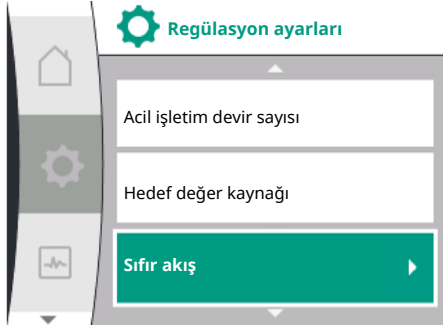 Regülasyon ayarları
Acil işletim devir sayısı
Hedef değer kaynağı
Sıfır akış